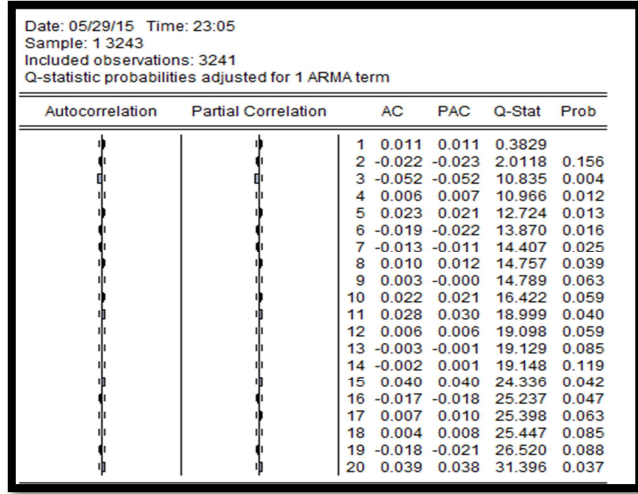 Date: 05/29/15 Time: 23:05
Sample: 1 3243
Included observations: 3241
Q-statistic probabilities adjusted for 1 ARMA term
Autocorrelation Partial Correlation AC PAC Q-Stat Prob
1 0.011 0.011 0.3829
2 -0.022 -0.023 2.0118 0.156
3 -0.052 -0.052 10.835 0.004
4 0.006 0.007 10.966 0.012
5 0.023 0.021 12.724 0.013
6 -0.019 -0.022 13.870 0.016
7 -0.013 -0.011 14.407 0.025
8 0.010 0.012 14.757 0.039
9 0.003 -0.000 14.789 0.063
10 0.022 0.021 16.422 0.059
11 0.028 0.030 18.999 0.040
12 0.006 0.006 19.098 0.059
13 -0.003 -0.001 19.129 0.085
14 -0.002 0.001 19.148 0.119
15 0.040 0.040 24.336 0.042
16 -0.017 -0.018 25.237 0.047
17 0.007 0.010 25.398 0.063
18 0.004 0.008 25.447 0.085
19 -0.018 -0.021 26.520 0.088
20 0.039 0.038 31.396 0.037